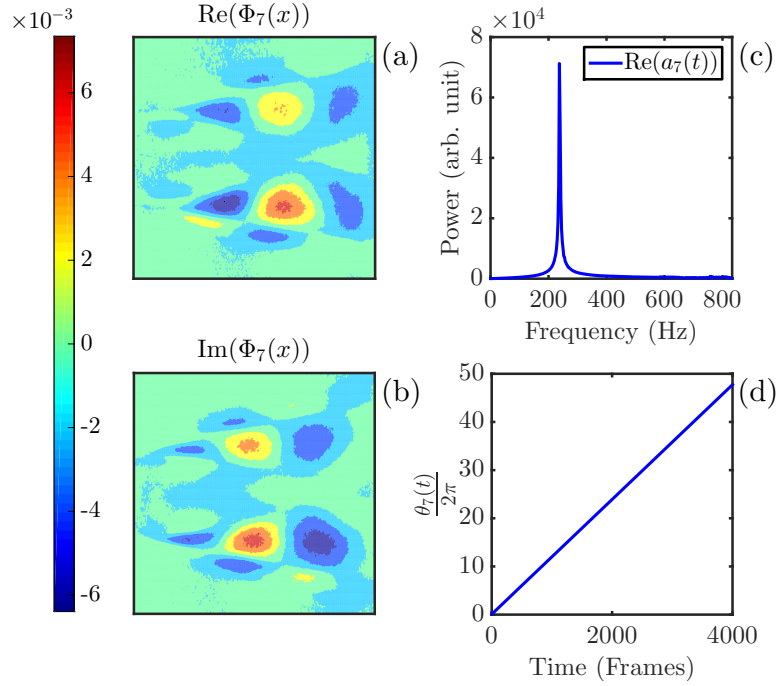 ×10⁻³
6
4
2
0
-2
-4
-6
Re(Φ₇(x))
(a)
Im(Φ₇(x))
(b)
×10⁴
8
6
4
2
0
Power (arb. unit)
Re(a₇(t))
(c)
0 200 400 600 800
Frequency (Hz)
50
40
30
20
10
0
θ₇(t)
2π
(d)
0 2000 4000
Time (Frames)